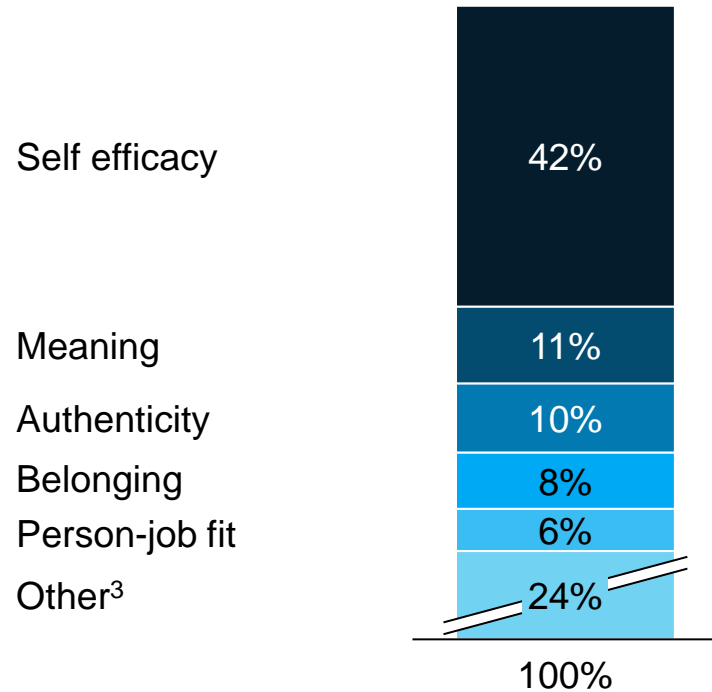 Self efficacy 42%
Meaning 11%
Authenticity 10%
Belonging 8%
Person-job fit 6%
Other³ 24%
100%